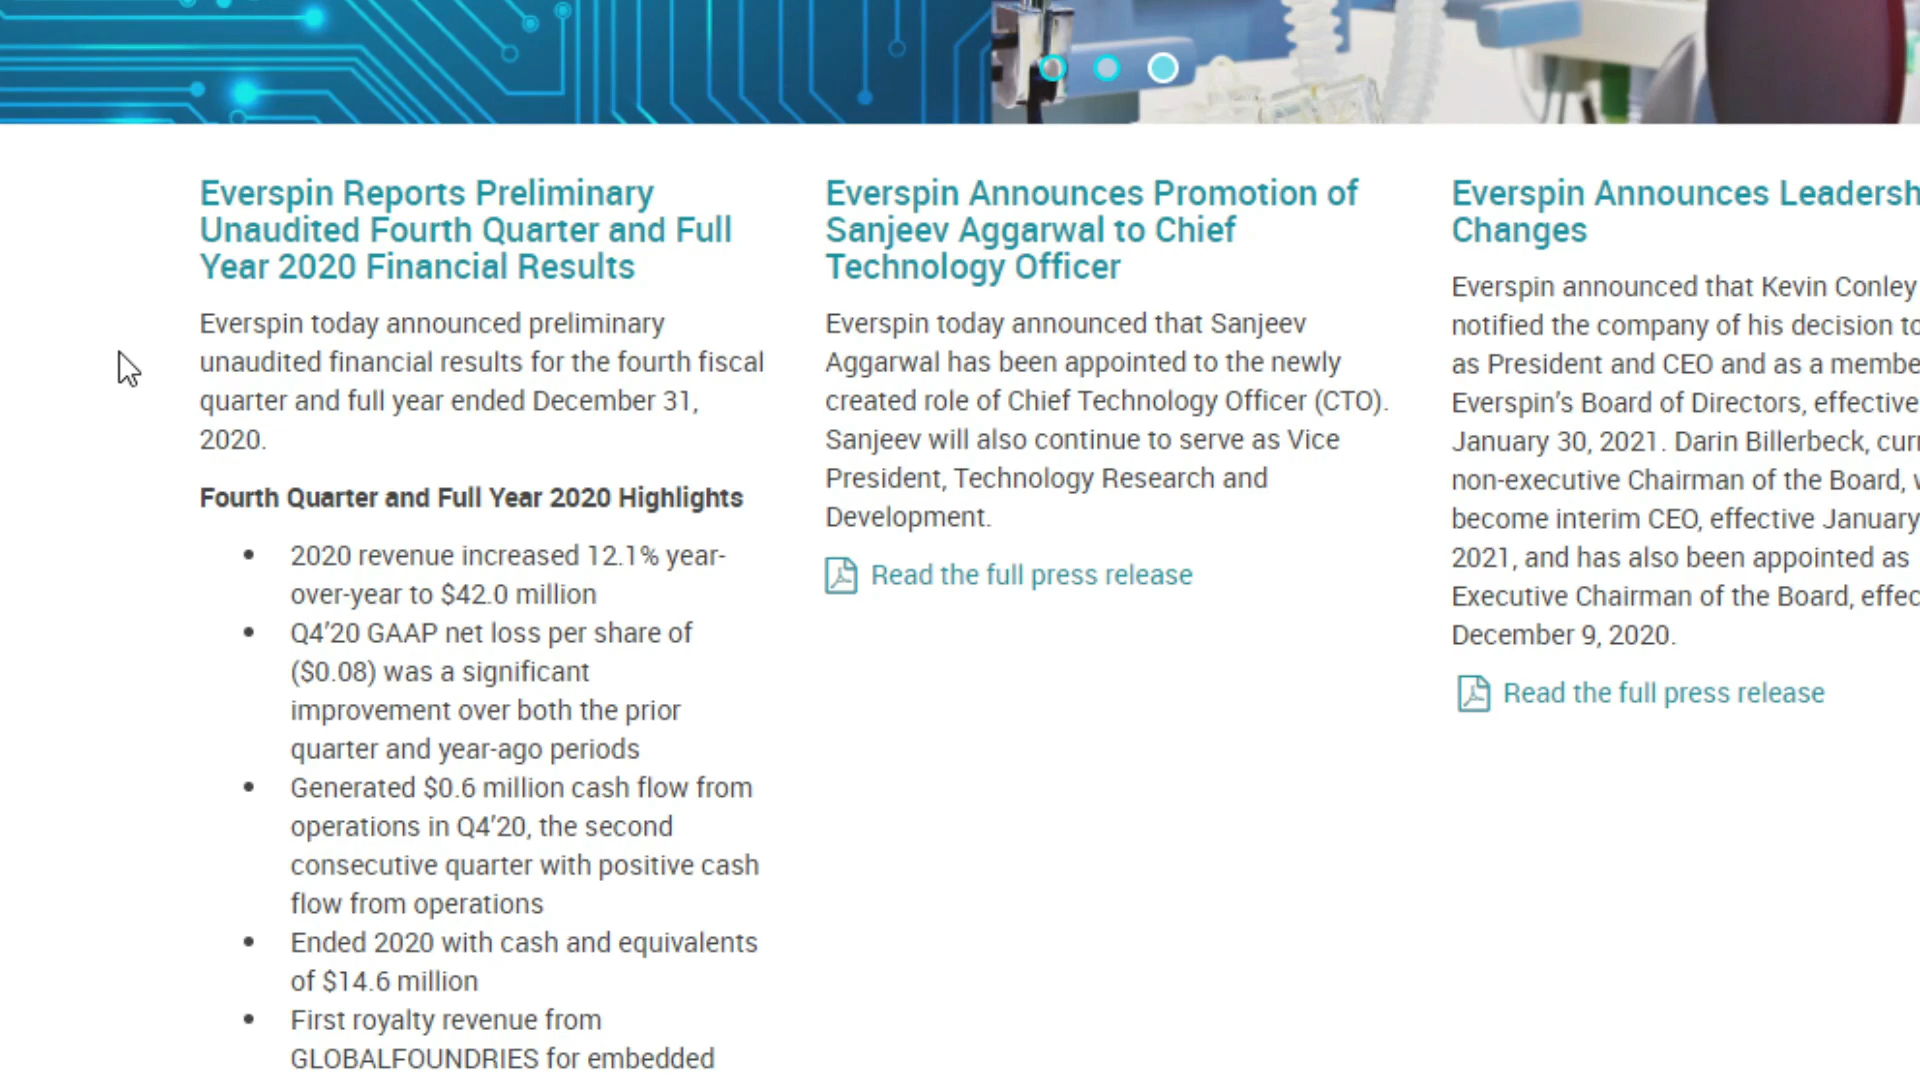 Everspin Reports Preliminary
Unaudited Fourth Quarter and Full
Year 2020 Financial Results
Everspin today announced preliminary
unaudited financial results for the fourth fiscal
quarter and full year ended December 31,
2020.
Fourth Quarter and Full Year 2020 Highlights
• 2020 revenue increased 12.1% year-
over-year to $42.0 million
• Q4′20 GAAP net loss per share of
($0.08) was a significant
improvement over both the prior
quarter and year-ago periods
• Generated $0.6 million cash flow from
operations in Q4′20, the second
consecutive quarter with positive cash
flow from operations
• Ended 2020 with cash and equivalents
of $14.6 million
• First royalty revenue from
GLOBALFOUNDRIES for embedded
Everspin Announces Promotion of
Sanjeev Aggarwal to Chief
Technology Officer
Everspin today announced that Sanjeev
Aggarwal has been appointed to the newly
created role of Chief Technology Officer (CTO).
Sanjeev will also continue to serve as Vice
President, Technology Research and
Development.
Read the full press release
Everspin Announces Leadersh
Changes
Everspin announced that Kevin Conley
notified the company of his decision to
as President and CEO and as a membe
Everspin's Board of Directors, effective
January 30, 2021. Darin Billerbeck, curr
non-executive Chairman of the Board, w
become interim CEO, effective January
2021, and has also been appointed as
Executive Chairman of the Board, effec
December 9, 2020.
Read the full press release